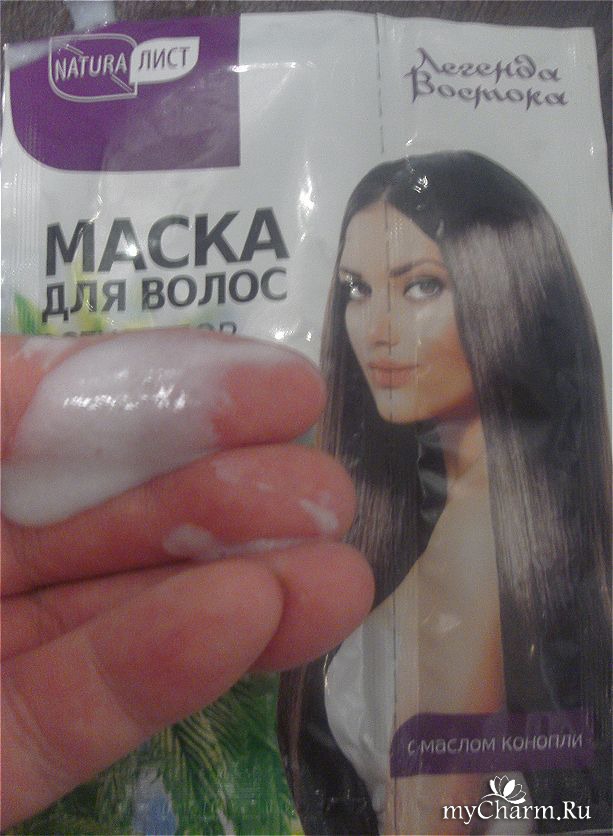 NATURA ЛИСТ
Легенда
Востока
МАСКА
ДЛЯ ВОЛОС
с маслом конопли
myCharm.Ru